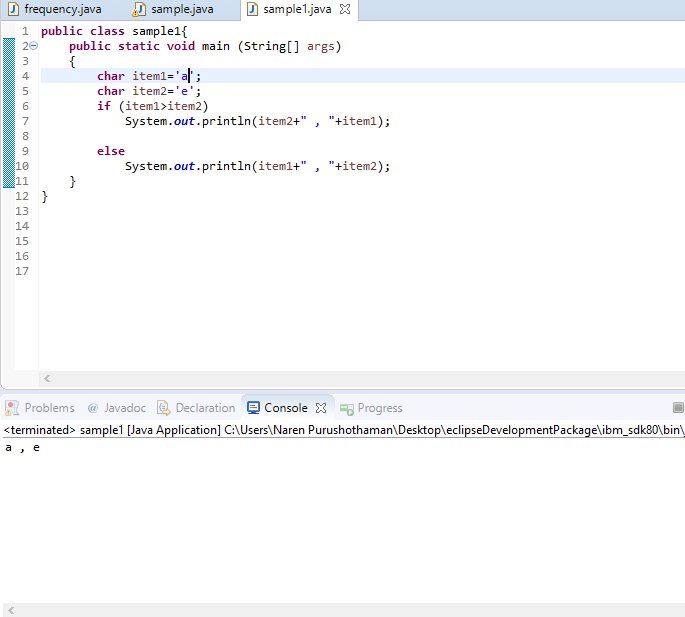 frequency.java sample.java sample1.java
1 public class sample1{
2 public static void main (String[] args)
3 {
4 char item1='a';
5 char item2='e';
6 if (item1>item2)
7 System.out.println(item2+" , "+item1);
8
9 else
10 System.out.println(item1+" , "+item2);
11 }
12 }
13
14
15
16
17
Problems @ Javadoc Declaration Console Progress
<terminated> sample1 [Java Application] C:\Users\Naren Purushothaman\Desktop\eclipseDevelopmentPackage\ibm_sdk80\bin\
a , e